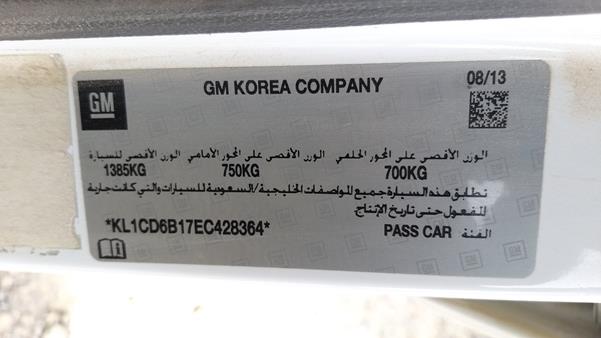 GM
GM KOREA COMPANY
08/13
الوزن الأقصى على المحور الخلفي الوزن الأقصى على المحور الأمامي الوزن الأقصى للسيارة
1385KG 750KG 700KG
تطابق هذه السيارة جميع المواصفات الخليجية/السعودية للسيارات والتي كانت جارية
المفعول حتى تاريخ الإنتاج
*KL1CD6B17EC428364* PASS CAR الفئة